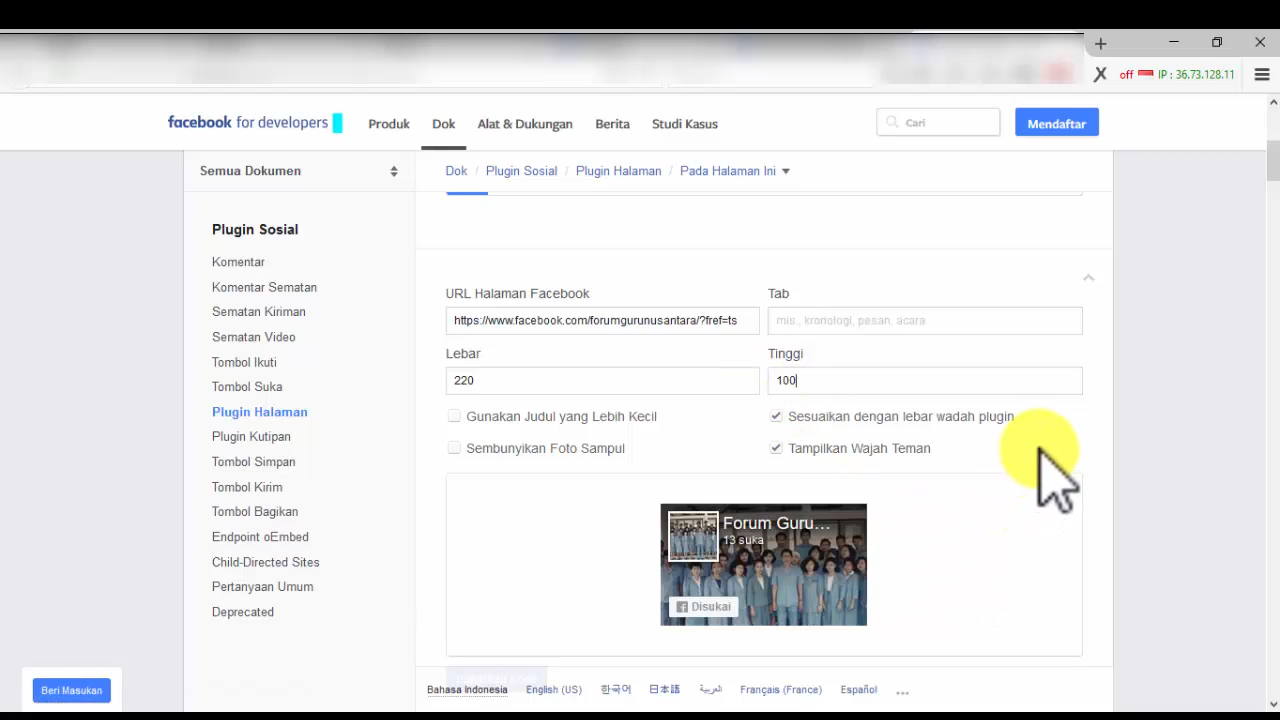 off IP : 36.73.128.11
facebook for developers Produk Dok Alat & Dukungan Berita Studi Kasus Cari Mendaftar
Semua Dokumen
Dok / Plugin Sosial / Plugin Halaman / Pada Halaman Ini
Plugin Sosial
Komentar
Komentar Sematan
Sematan Kiriman
Sematan Video
Tombol Ikuti
Tombol Suka
Plugin Halaman
Plugin Kutipan
Tombol Simpan
Tombol Kirim
Tombol Bagikan
Endpoint oEmbed
Child-Directed Sites
Pertanyaan Umum
Deprecated
URL Halaman Facebook
https://www.facebook.com/forumgurunusantara/?fref=ts
Tab
mis., kronologi, pesan, acara
Lebar
220
Tinggi
100
Gunakan Judul yang Lebih Kecil
Sesuaikan dengan lebar wadah plugin
Sembunyikan Foto Sampul
Tampilkan Wajah Teman
Forum Guru...
13 suka
Disukai
Beri Masukan
Bahasa Indonesia English (US) 한국어 日本語 العربية Français (France) Español ...